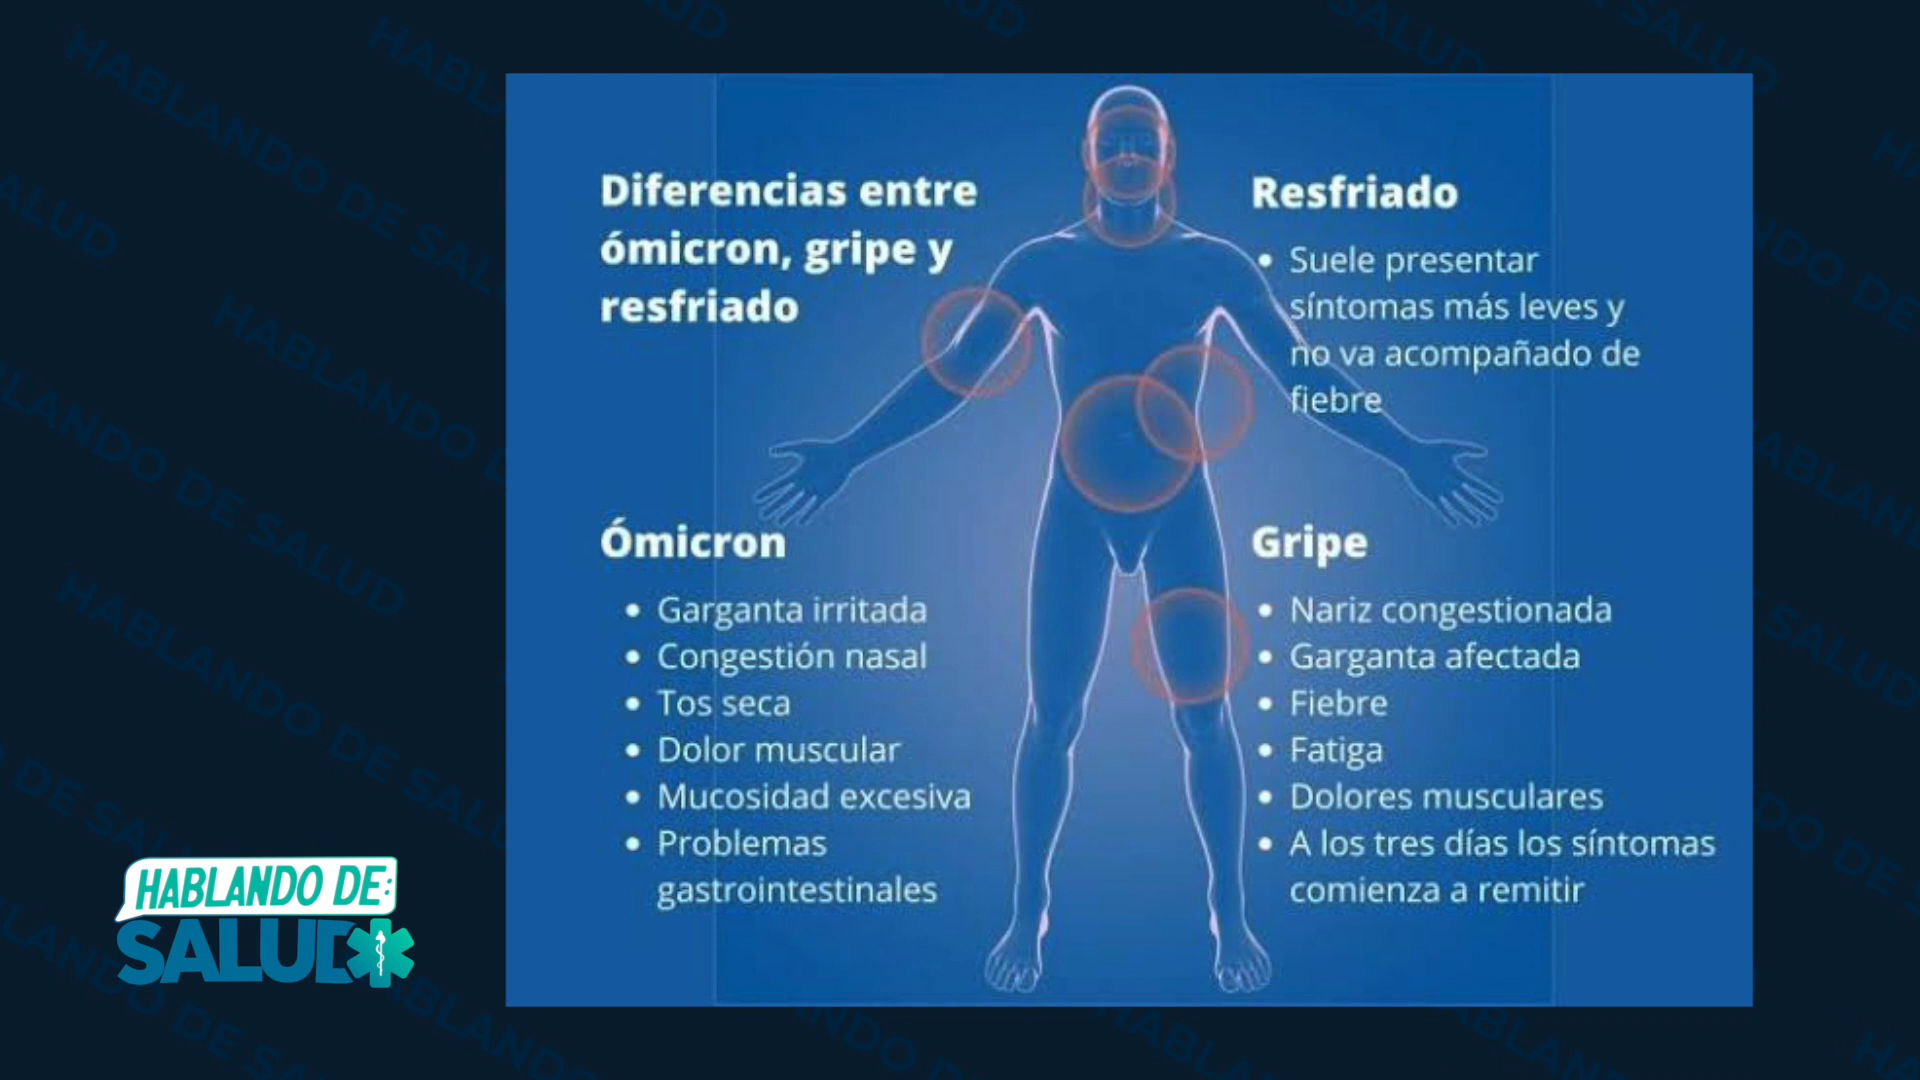 Diferencias entre
ómicron, gripe y
resfriado
Resfriado
• Suele presentar
síntomas más leves y
no va acompañado de
fiebre
Ómicron
• Garganta irritada
• Congestión nasal
• Tos seca
• Dolor muscular
• Mucosidad excesiva
• Problemas
gastrointestinales
Gripe
• Nariz congestionada
• Garganta afectada
• Fiebre
• Fatiga
• Dolores musculares
• A los tres días los síntomas
comienza a remitir
HABLANDO DE:
SALUD